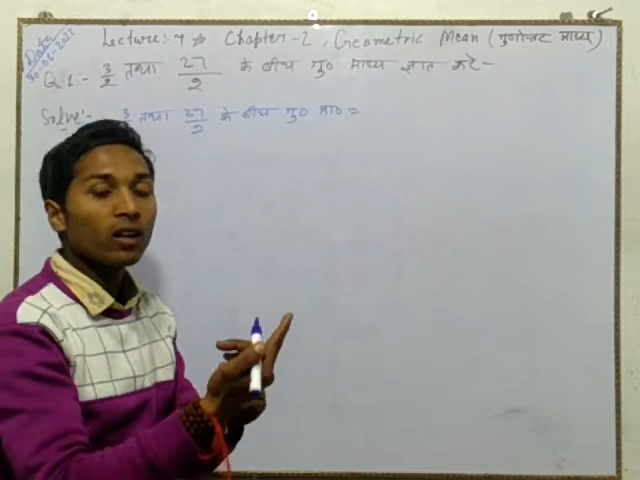 Date
30-06-2022
Lecture:- 7 Chapter-2, Geometric Mean (गुणोत्तर माध्य)
Q.1:- 3/2 तथा 27/2 के बीच गु० माध्य ज्ञात करें-
Solve:- 3/2 तथा 27/2 के बीच गु० मा० =